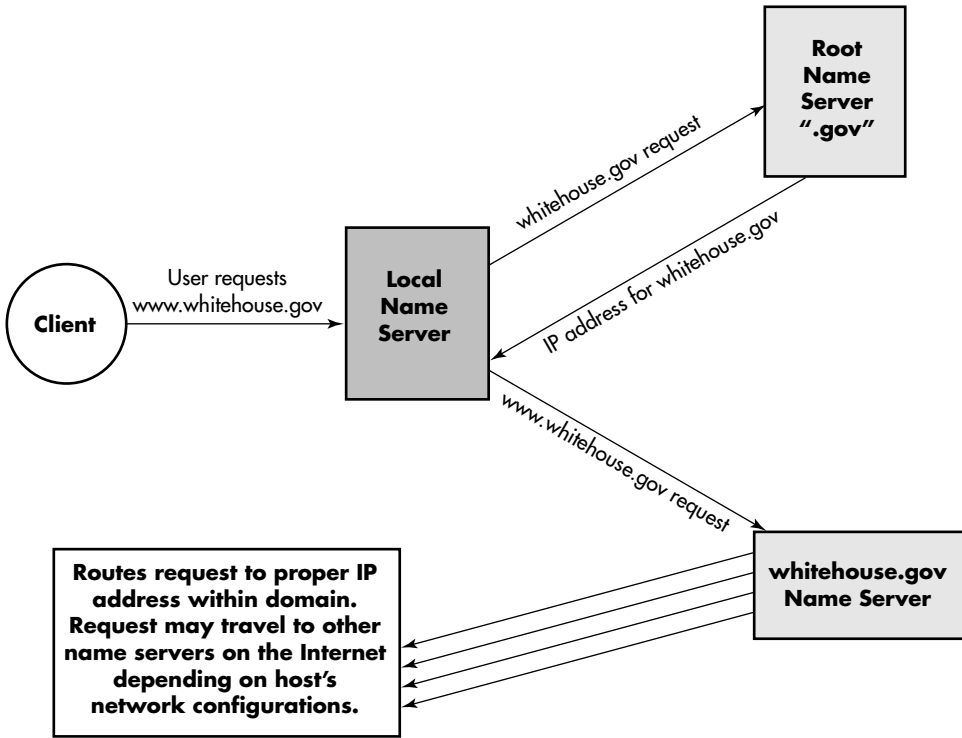 Root
Name
Server
“.gov”
whitehouse.gov request
IP address for whitehouse.gov
User requests
www.whitehouse.gov
Client
Local
Name
Server
www.whitehouse.gov request
whitehouse.gov
Name Server
Routes request to proper IP
address within domain.
Request may travel to other
name servers on the Internet
depending on host’s
network configurations.